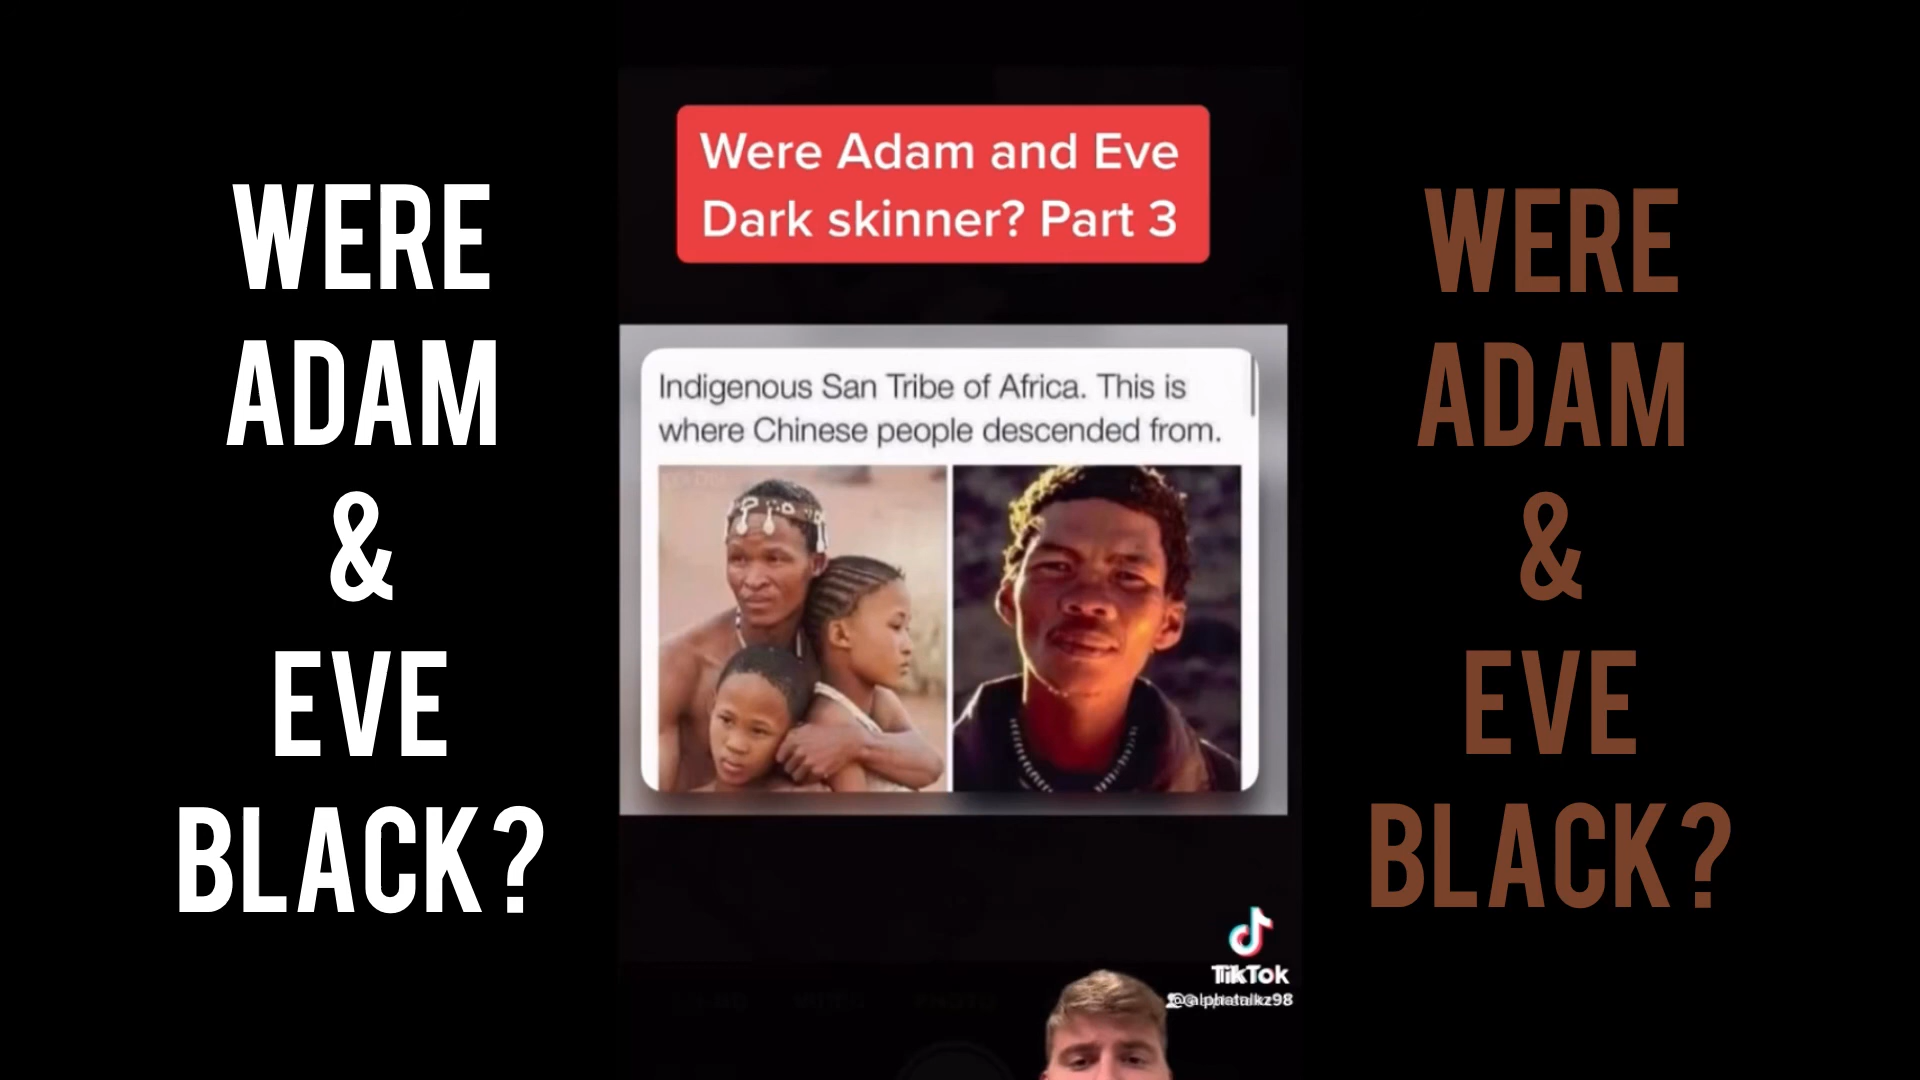 WERE
ADAM
&
EVE
BLACK?
Were Adam and Eve
Dark skinner? Part 3
Indigenous San Tribe of Africa. This is
where Chinese people descended from.
TikTok
WERE
ADAM
&
EVE
BLACK?